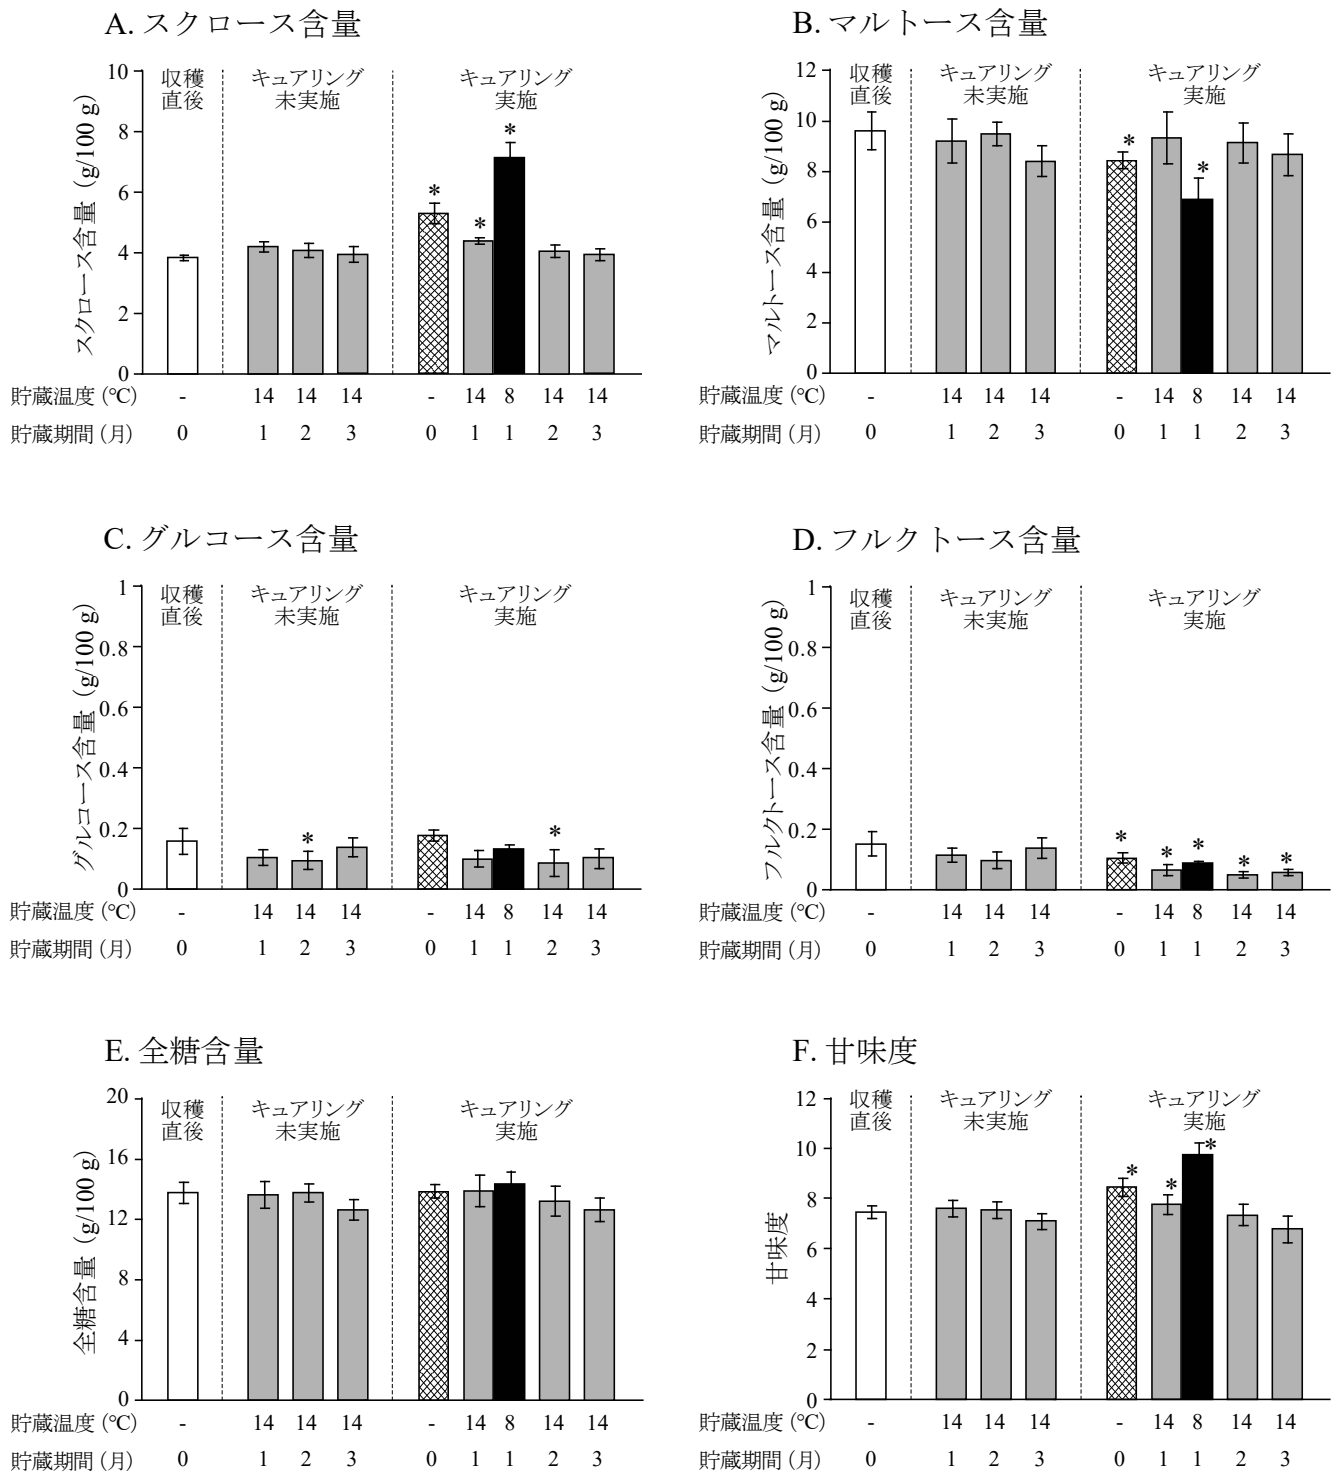 A. スクロース含量
スクロース含量 (g/100 g)
10
8
6
4
2
0
収穫
直後
キュアリング
未実施
キュアリング
実施
* * *
貯蔵温度 (℃) - 14 14 14 - 14 8 14 14
貯蔵期間 (月) 0 1 2 3 0 1 1 2 3
B. マルトース含量
マルトース含量 (g/100 g)
12
10
8
6
4
2
0
収穫
直後
キュアリング
未実施
キュアリング
実施
* *
貯蔵温度 (℃) - 14 14 14 - 14 8 14 14
貯蔵期間 (月) 0 1 2 3 0 1 1 2 3
C. グルコース含量
グルコース含量 (g/100 g)
1
0.8
0.6
0.4
0.2
0
収穫
直後
キュアリング
未実施
キュアリング
実施
* *
貯蔵温度 (℃) - 14 14 14 - 14 8 14 14
貯蔵期間 (月) 0 1 2 3 0 1 1 2 3
D. フルクトース含量
フルクトース含量 (g/100 g)
1
0.8
0.6
0.4
0.2
0
収穫
直後
キュアリング
未実施
キュアリング
実施
* * * * *
貯蔵温度 (℃) - 14 14 14 - 14 8 14 14
貯蔵期間 (月) 0 1 2 3 0 1 1 2 3
E. 全糖含量
全糖含量 (g/100 g)
20
16
12
8
4
0
収穫
直後
キュアリング
未実施
キュアリング
実施
貯蔵温度 (℃) - 14 14 14 - 14 8 14 14
貯蔵期間 (月) 0 1 2 3 0 1 1 2 3
F. 甘味度
甘味度
12
10
8
6
4
2
0
収穫
直後
キュアリング
未実施
キュアリング
実施
* * *
貯蔵温度 (℃) - 14 14 14 - 14 8 14 14
貯蔵期間 (月) 0 1 2 3 0 1 1 2 3